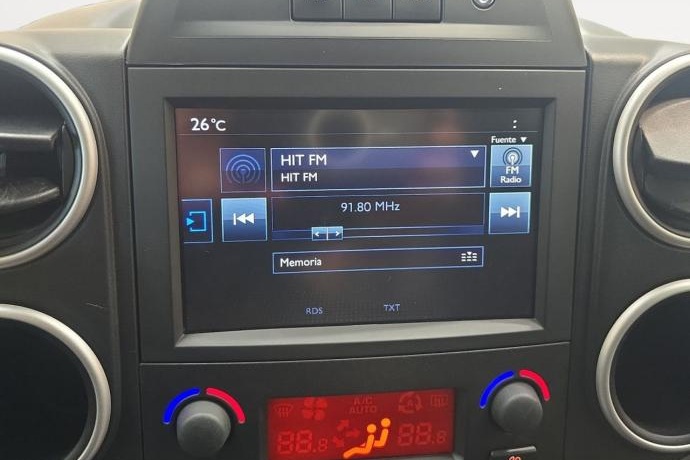 26°C
:
Fuente ▼
HIT FM ▼
HIT FM
FM
Radio
91.80 MHz
< >
Memoria
RDS TXT
A/C
AUTO
A
88.8 88.8